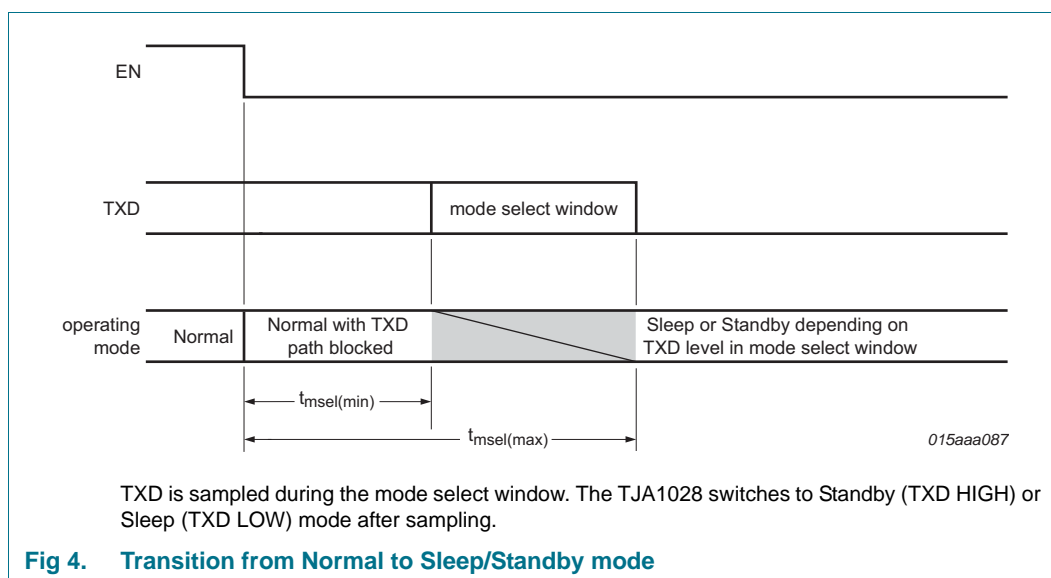 EN
TXD
mode select window
operating
mode
Normal
Normal with TXD
path blocked
Sleep or Standby depending on
TXD level in mode select window
tmsel(min)
tmsel(max)
015aaa087
TXD is sampled during the mode select window. The TJA1028 switches to Standby (TXD HIGH) or
Sleep (TXD LOW) mode after sampling.
Fig 4. Transition from Normal to Sleep/Standby mode